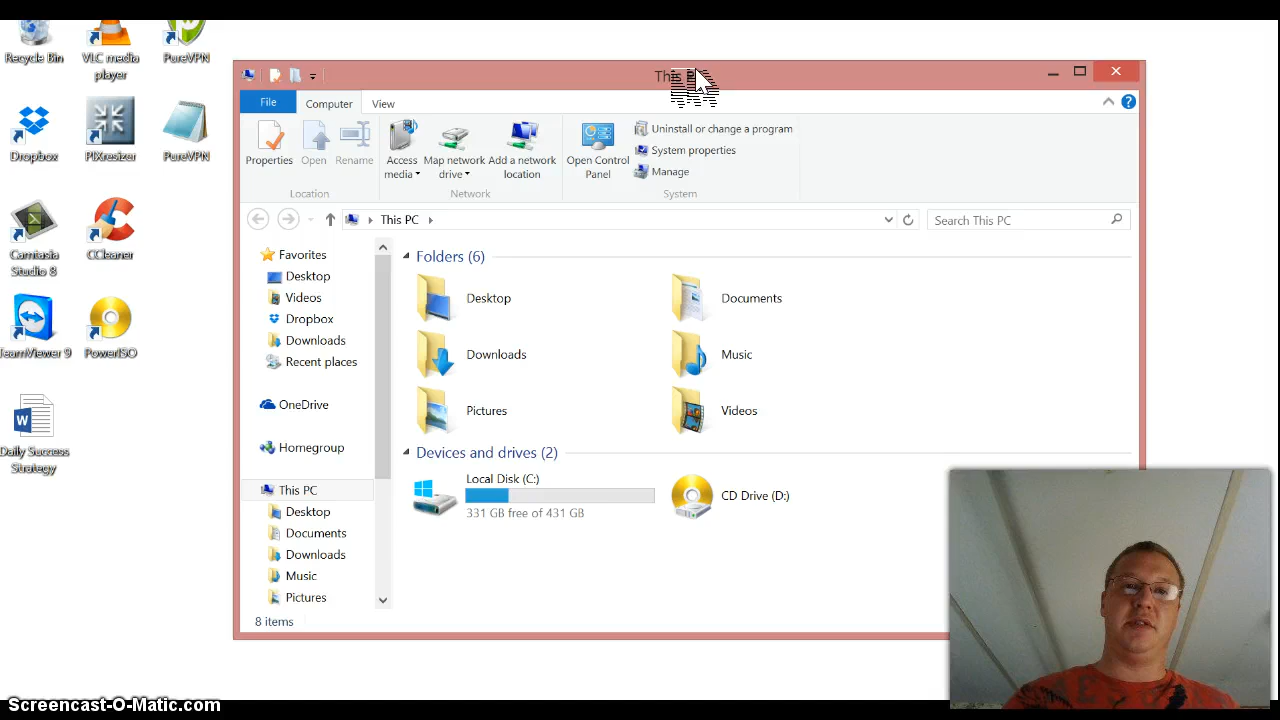 Recycle Bin
VLC media
player
PureVPN
Dropbox
PIXresizer
PureVPN
Camtasia
Studio 8
CCleaner
TeamViewer 9
PowerISO
Daily Success
Strategy
This
File
Computer
View
Properties
Open
Rename
Access
media
Map network
drive
Add a network
location
Open Control
Panel
Uninstall or change a program
System properties
Manage
Location
Network
System
This PC
Search This PC
Favorites
Desktop
Videos
Dropbox
Downloads
Recent places
OneDrive
Homegroup
This PC
Desktop
Documents
Downloads
Music
Pictures
Folders (6)
Desktop
Documents
Downloads
Music
Pictures
Videos
Devices and drives (2)
Local Disk (C:)
331 GB free of 431 GB
CD Drive (D:)
8 items
Screencast-O-Matic.com